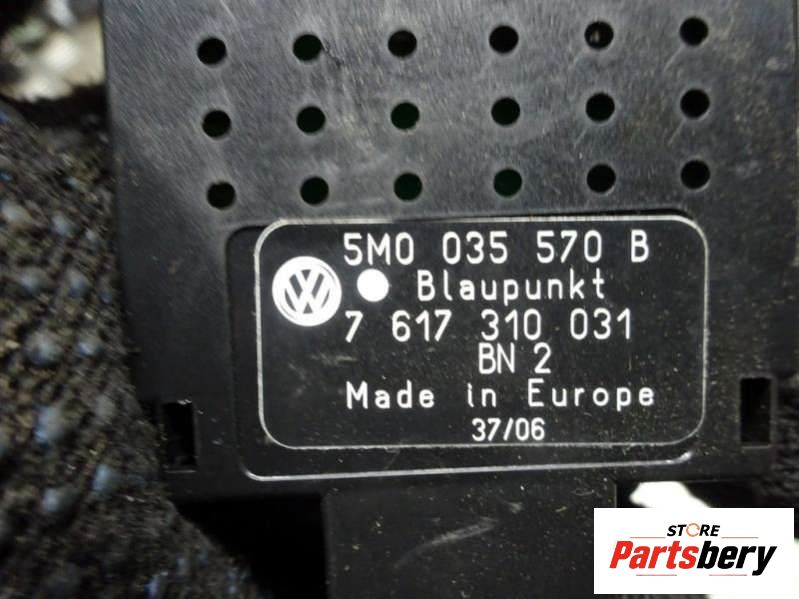 5M0 035 570 B
Blaupunkt
7 617 310 031
BN 2
Made in Europe
37/06
STORE
Partsbery